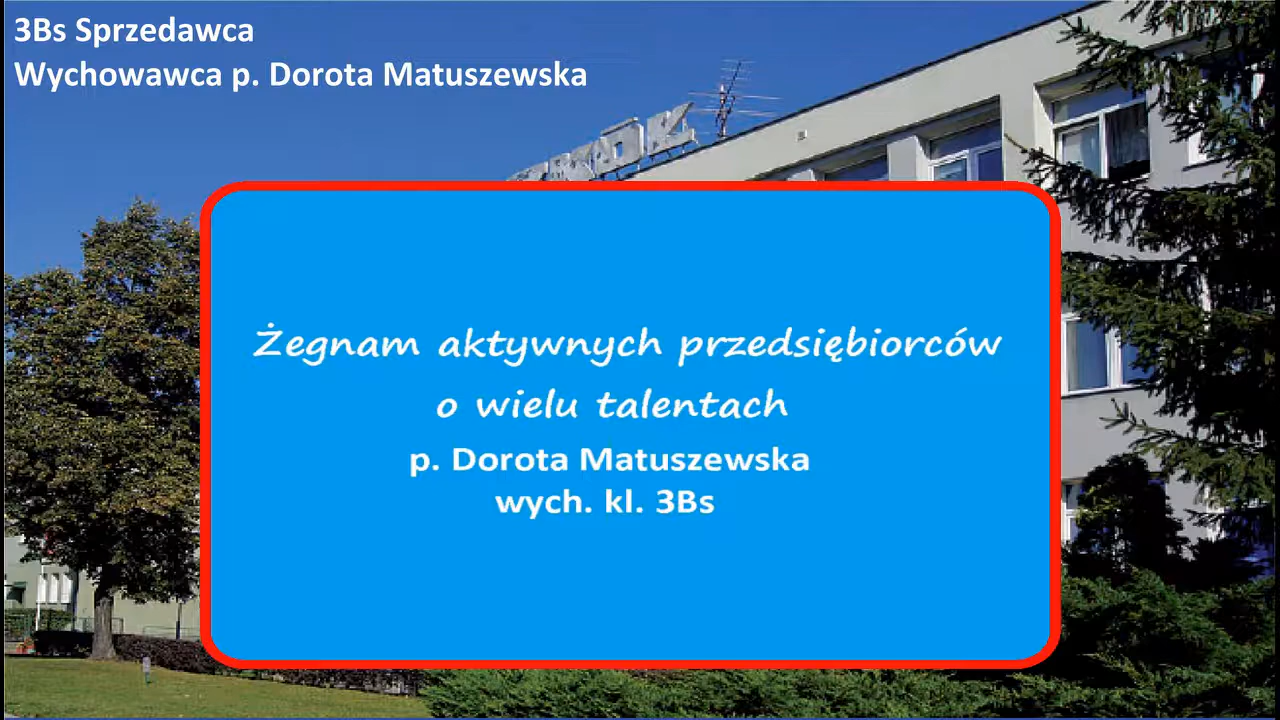 3Bs Sprzedawca
Wychowawca p. Dorota Matuszewska
Żegnam aktywnych przedsiębiorców
o wielu talentach
p. Dorota Matuszewska
wych. kl. 3Bs